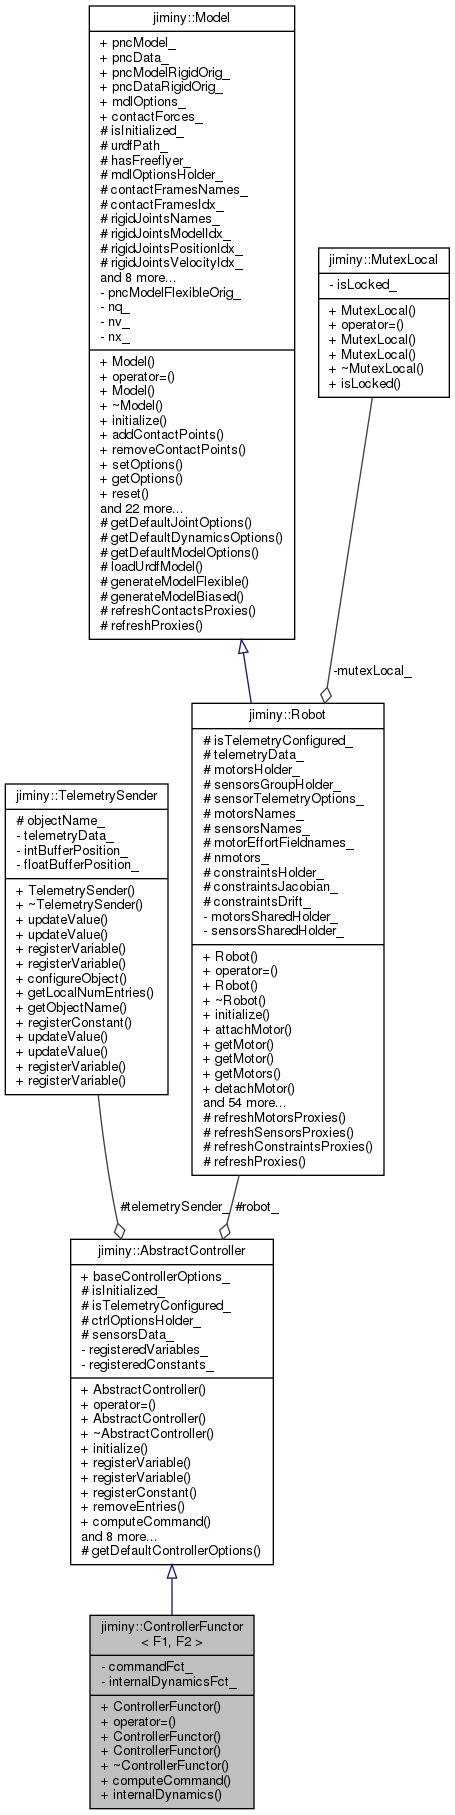 jiminy::Model
+ pncModel_
+ pncData_
+ pncModelRigidOrig_
+ pncDataRigidOrig_
+ mdlOptions_
+ contactForces_
# isInitialized_
# urdfPath_
# hasFreeflyer_
# mdlOptionsHolder_
# contactFramesNames_
# contactFramesIdx_
# rigidJointsNames_
# rigidJointsModelIdx_
# rigidJointsPositionIdx_
# rigidJointsVelocityIdx_
and 8 more...
- pncModelFlexibleOrig_
- nq_
- nv_
- nx_
+ Model()
+ operator=()
+ Model()
+ ~Model()
+ initialize()
+ addContactPoints()
+ removeContactPoints()
+ setOptions()
+ getOptions()
+ reset()
and 22 more...
# getDefaultJointOptions()
# getDefaultDynamicsOptions()
# getDefaultModelOptions()
# loadUrdfModel()
# generateModelFlexible()
# generateModelBiased()
# refreshContactsProxies()
# refreshProxies()
jiminy::MutexLocal
- isLocked_
+ MutexLocal()
+ operator=()
+ MutexLocal()
+ MutexLocal()
+ ~MutexLocal()
+ isLocked()
-mutexLocal_
jiminy::Robot
# isTelemetryConfigured_
# telemetryData_
# motorsHolder_
# sensorsGroupHolder_
# sensorTelemetryOptions_
# motorsNames_
# sensorsNames_
# motorEffortFieldnames_
# nmotors_
# constraintsHolder_
# constraintsJacobian_
# constraintsDrift_
- motorsSharedHolder_
- sensorsSharedHolder_
+ Robot()
+ operator=()
+ Robot()
+ ~Robot()
+ initialize()
+ attachMotor()
+ getMotor()
+ getMotor()
+ getMotors()
+ detachMotor()
and 54 more...
# refreshMotorsProxies()
# refreshSensorsProxies()
# refreshConstraintsProxies()
# refreshProxies()
jiminy::TelemetrySender
# objectName_
- telemetryData_
- intBufferPosition_
- floatBufferPosition_
+ TelemetrySender()
+ ~TelemetrySender()
+ updateValue()
+ updateValue()
+ registerVariable()
+ registerVariable()
+ configureObject()
+ getLocalNumEntries()
+ getObjectName()
+ registerConstant()
+ updateValue()
+ updateValue()
+ registerVariable()
+ registerVariable()
#telemetrySender_
#robot_
jiminy::AbstractController
+ baseControllerOptions_
# isInitialized_
# isTelemetryConfigured_
# ctrlOptionsHolder_
# sensorsData_
- registeredVariables_
- registeredConstants_
+ AbstractController()
+ operator=()
+ AbstractController()
+ ~AbstractController()
+ initialize()
+ registerVariable()
+ registerVariable()
+ registerConstant()
+ removeEntries()
+ computeCommand()
and 8 more...
# getDefaultControllerOptions()
jiminy::ControllerFunctor
< F1, F2 >
- commandFct_
- internalDynamicsFct_
+ ControllerFunctor()
+ operator=()
+ ControllerFunctor()
+ ControllerFunctor()
+ ~ControllerFunctor()
+ computeCommand()
+ internalDynamics()